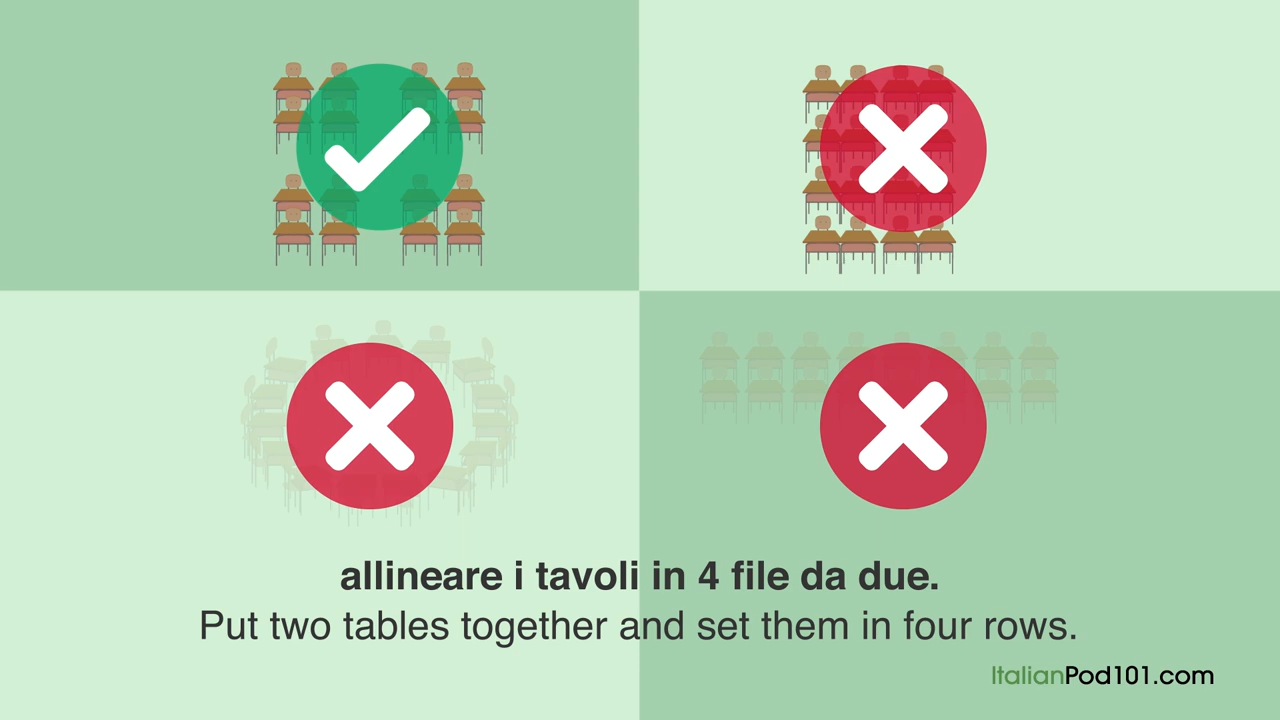 allineare i tavoli in 4 file da due.
Put two tables together and set them in four rows.
ItalianPod101.com